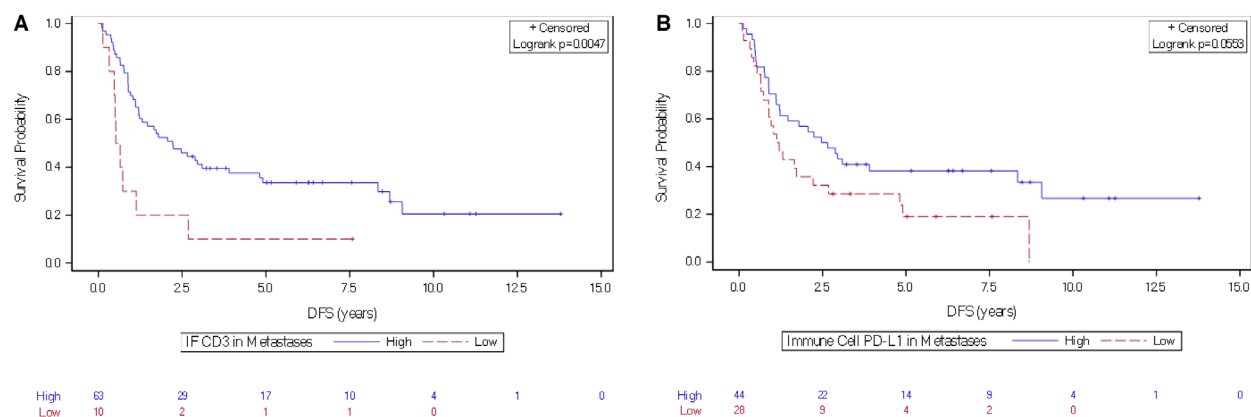 A
+ Censored
Logrank p=0.0047
1.0
0.8
0.6
0.4
0.2
0.0
Survival Probability
0.0 2.5 5.0 7.5 10.0 12.5 15.0
DFS (years)
IF CD3 in Metastases High Low
High 63 29 17 10 4 1 0
Low 10 2 1 1 0
B
+ Censored
Logrank p=0.0553
1.0
0.8
0.6
0.4
0.2
0.0
Survival Probability
0.0 2.5 5.0 7.5 10.0 12.5 15.0
DFS (years)
Immune Cell PD-L1 in Metastases High Low
High 44 22 14 9 4 1 0
Low 28 9 4 2 0